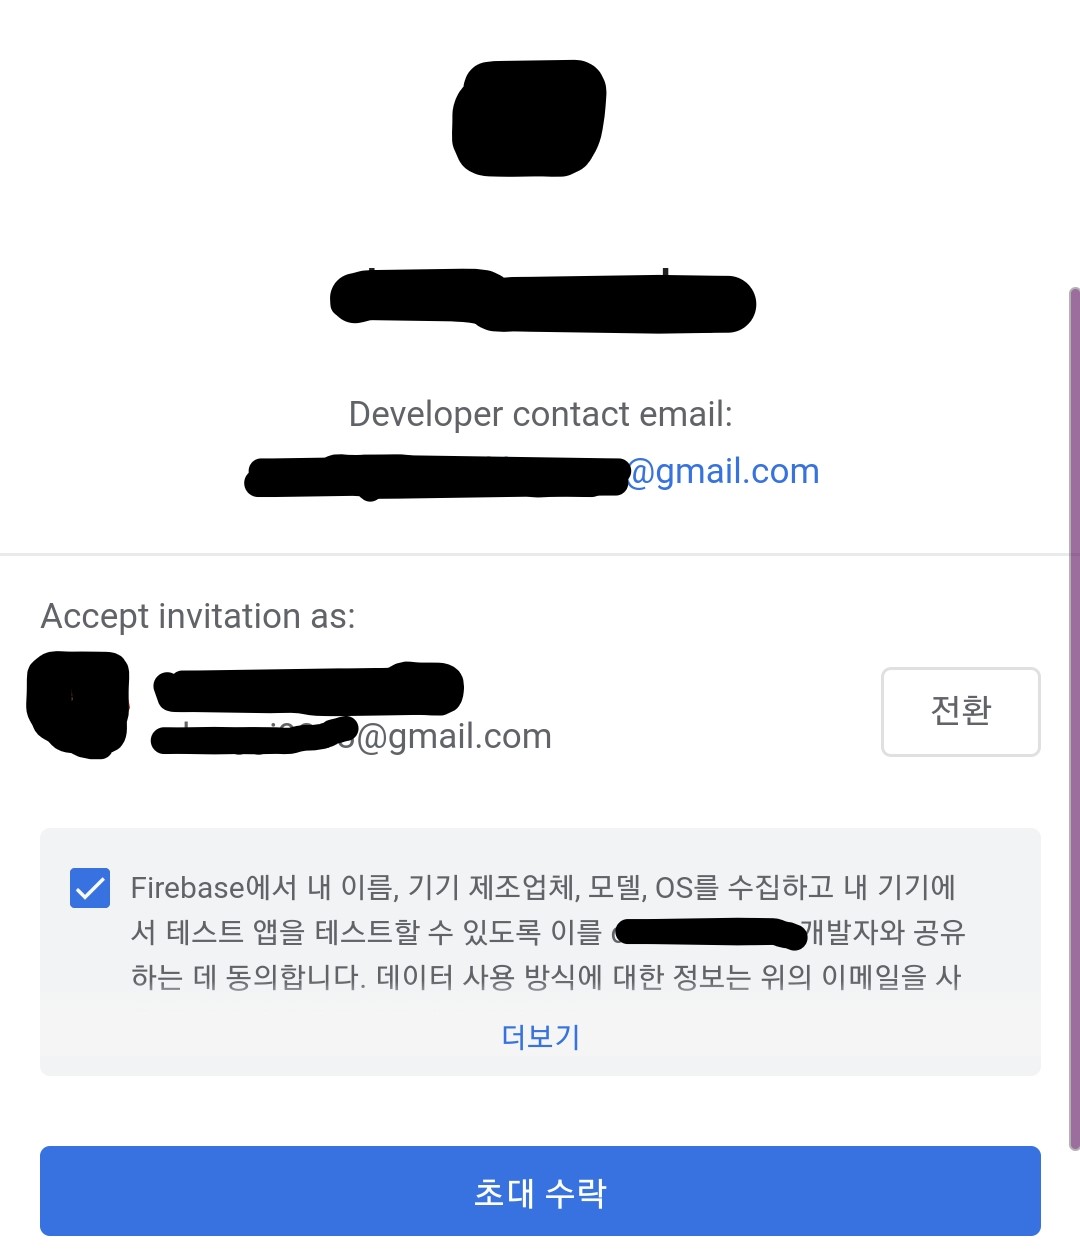 Developer contact email:
@gmail.com
Accept invitation as:
@gmail.com
전환
Firebase에서 내 이름, 기기 제조업체, 모델, OS를 수집하고 내 기기에
서 테스트 앱을 테스트할 수 있도록 이를 개발자와 공유
하는 데 동의합니다. 데이터 사용 방식에 대한 정보는 위의 이메일을 사
더보기
초대 수락